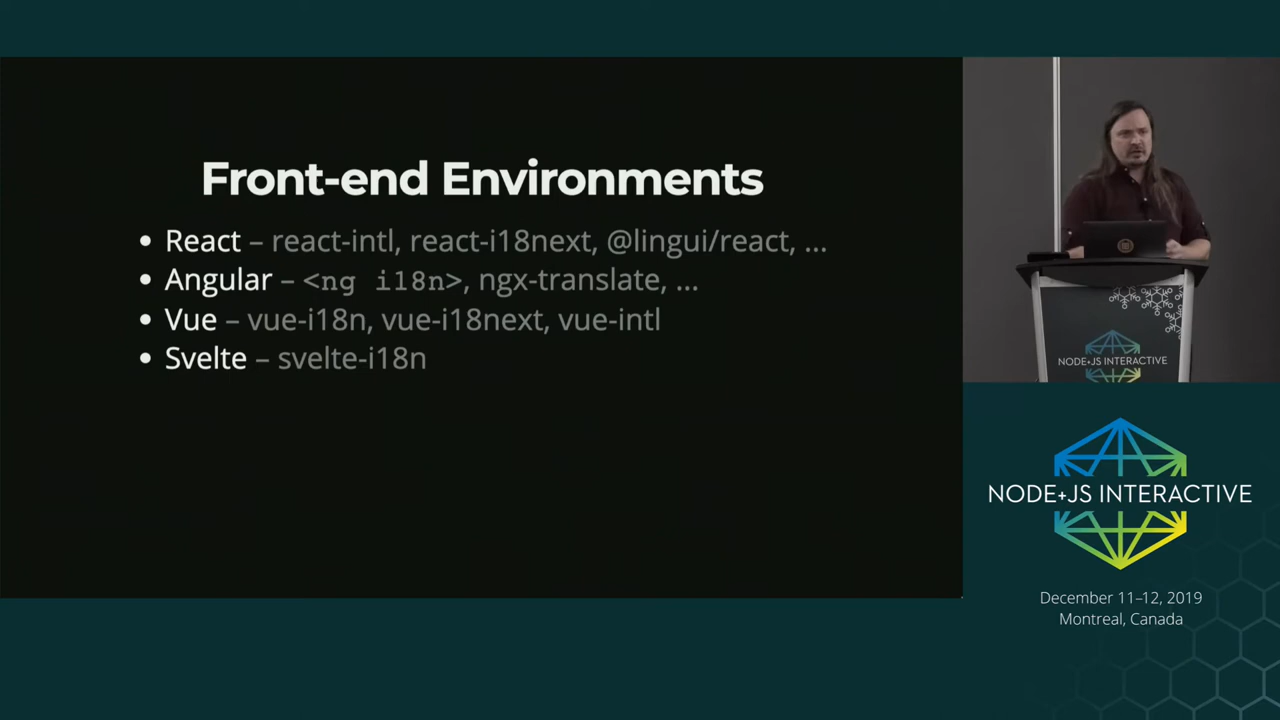 Front-end Environments
• React – react-intl, react-i18next, @lingui/react, ...
• Angular – <ng i18n>, ngx-translate, ...
• Vue – vue-i18n, vue-i18next, vue-intl
• Svelte – svelte-i18n
NODE+JS INTERACTIVE
NODE+JS INTERACTIVE
December 11–12, 2019
Montreal, Canada